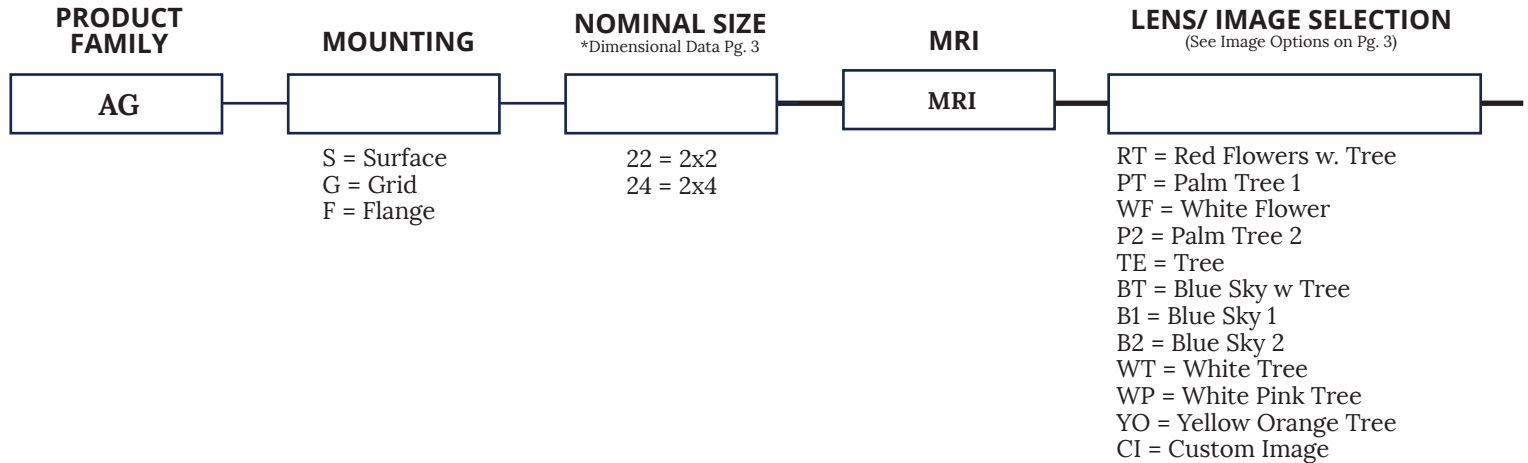 PRODUCT
FAMILY
MOUNTING
NOMINAL SIZE
*Dimensional Data Pg. 3
MRI
LENS/ IMAGE SELECTION
(See Image Options on Pg. 3)
AG
MRI
S = Surface
G = Grid
F = Flange
22 = 2x2
24 = 2x4
RT = Red Flowers w. Tree
PT = Palm Tree 1
WF = White Flower
P2 = Palm Tree 2
TE = Tree
BT = Blue Sky w Tree
B1 = Blue Sky 1
B2 = Blue Sky 2
WT = White Tree
WP = White Pink Tree
YO = Yellow Orange Tree
CI = Custom Image